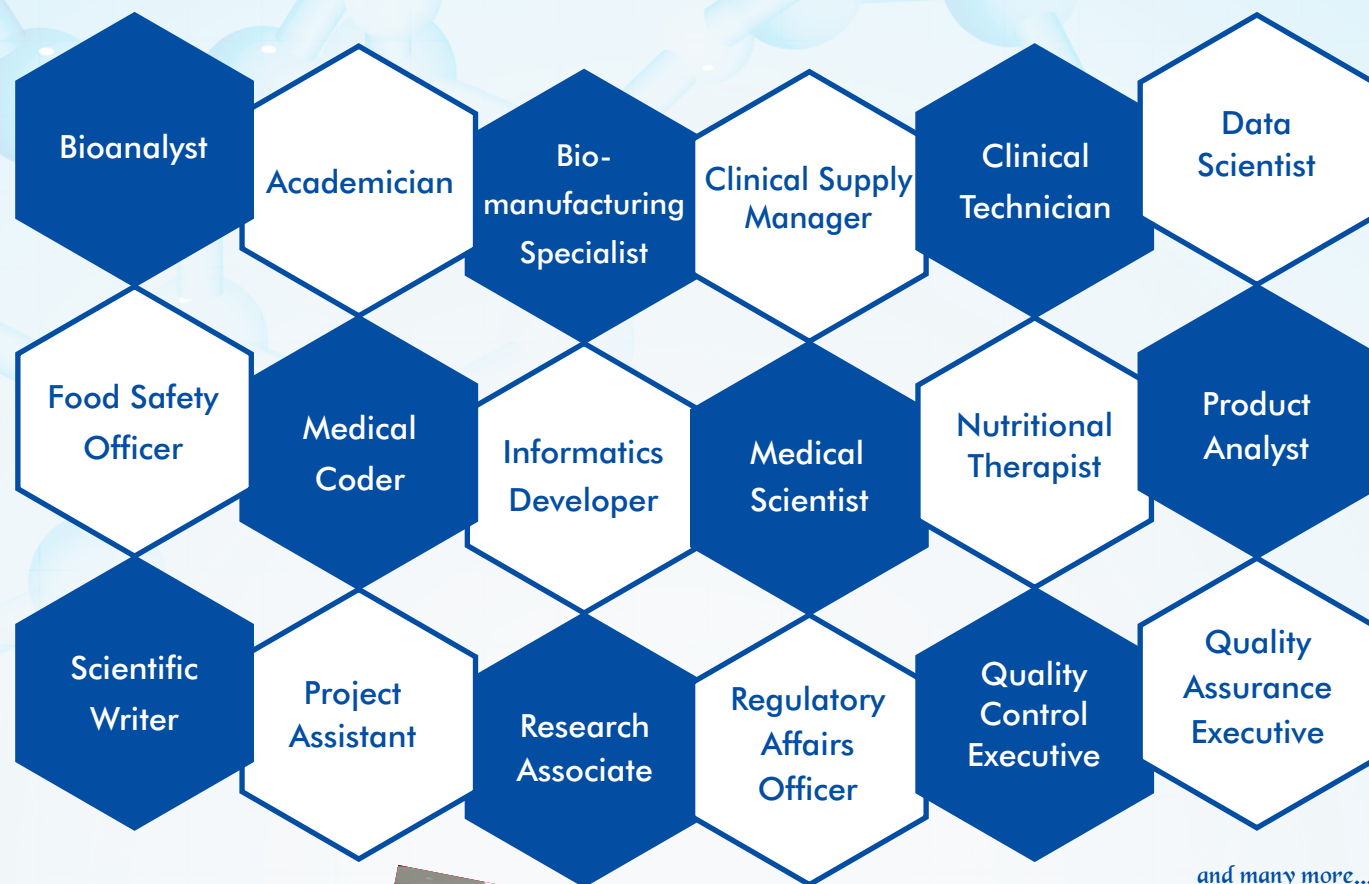 Bioanalyst
Academician
Bio-
manufacturing
Specialist
Clinical Supply
Manager
Clinical
Technician
Data
Scientist
Food Safety
Officer
Medical
Coder
Informatics
Developer
Medical
Scientist
Nutritional
Therapist
Product
Analyst
Scientific
Writer
Project
Assistant
Research
Associate
Regulatory
Affairs
Officer
Quality
Control
Executive
Quality
Assurance
Executive
and many more...